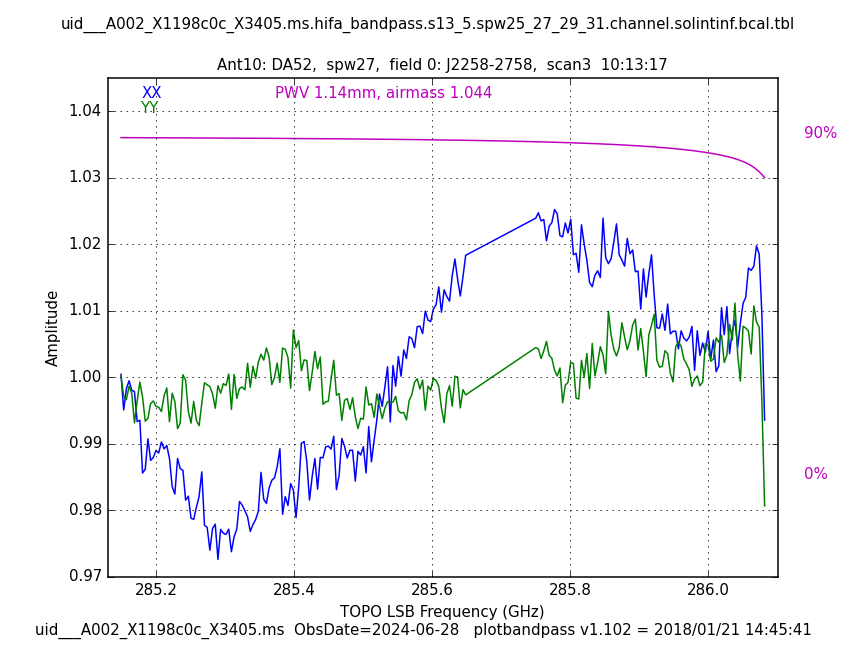 uid___A002_X1198c0c_X3405.ms.hifa_bandpass.s13_5.spw25_27_29_31.channel.solintinf.bcal.tbl
Ant10: DA52,  spw27,  field 0: J2258-2758,  scan3  10:13:17
XX
PWV 1.14mm, airmass 1.044
YY
90%
0%
1.04
1.03
1.02
1.01
1.00
0.99
0.98
0.97
Amplitude
285.2
285.4
285.6
285.8
286.0
TOPO LSB Frequency (GHz)
uid___A002_X1198c0c_X3405.ms  ObsDate=2024-06-28   plotbandpass v1.102 = 2018/01/21 14:45:41